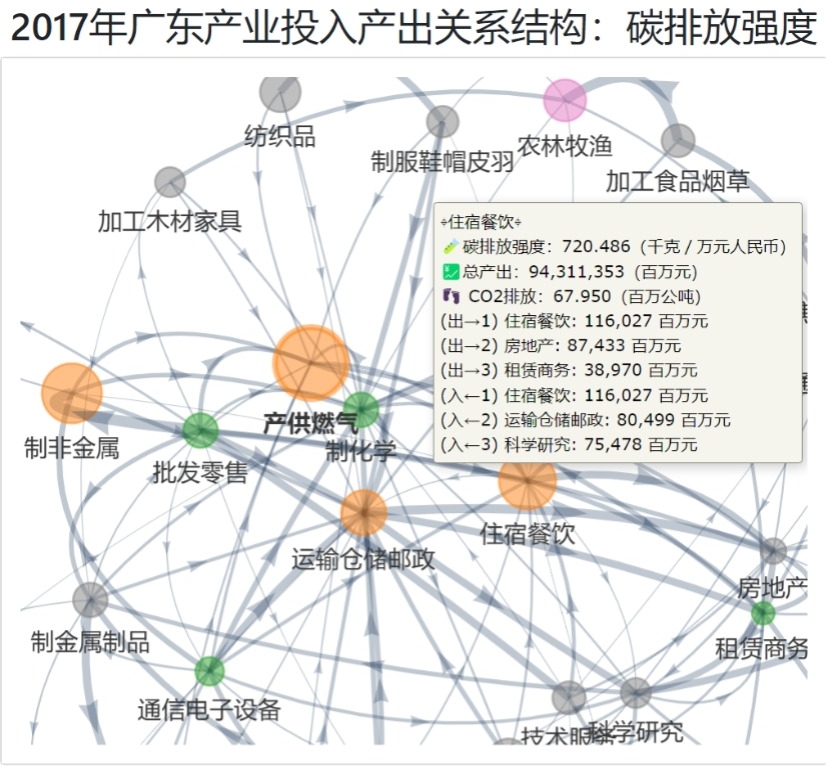 2017年广东产业投入产出关系结构：碳排放强度
纺织品
制服鞋帽皮羽
农林牧渔
加工食品烟草
加工木材家具
÷住宿餐饮÷
碳排放强度：720.486（千克 / 万元人民币）
总产出：94,311,353（百万元）
CO2排放：67.950（百万公吨）
(出→1) 住宿餐饮: 116,027 百万元
(出→2) 房地产: 87,433 百万元
(出→3) 租赁商务: 38,970 百万元
(入←1) 住宿餐饮: 116,027 百万元
(入←2) 运输仓储邮政: 80,499 百万元
(入←3) 科学研究: 75,478 百万元
产供燃气
制非金属
制化学
批发零售
住宿餐饮
运输仓储邮政
房地产
制金属制品
租赁商务
通信电子设备
技术服务
科学研究